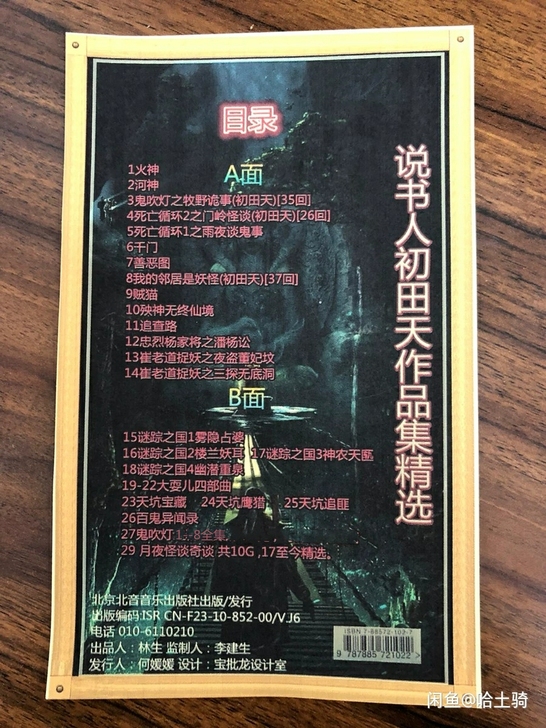 目录
说书人初田天作品集精选
A面
1火神
2河神
3鬼吹灯之牧野诡事(初田天)[35回]
4死亡循环2之门岭怪谈(初田天)[26回]
5死亡循环1之雨夜谈鬼事
6千门
7善恶图
8我的邻居是妖怪(初田天)[37回]
9贼猫
10殃神无终仙境
11追查路
12忠烈杨家将之潘杨讼
13崔老道捉妖之夜盗董妃坟
14崔老道捉妖之三探无底洞
B面
15谜踪之国1雾隐占婆
16谜踪之国2楼兰妖耳 17谜踪之国3神农天匦
18谜踪之国4幽潜重泉
19-22大耍儿四部曲
23天坑宝藏 24天坑鹰猎 25天坑追匪
26百鬼异闻录
27鬼吹灯1--8全集.
29 月夜怪谈奇谈 共10G ,17至今精选。
北京北音音乐出版社出版/发行
出版编码:ISR CN-F23-10-852-00/V.J6
电话 010-6110210
出品人：林生 监制人：李建生
发行人：何媛媛 设计：宝批龙设计室
ISBN 7-88572-102-7
9 787885 721022
闲鱼@哈士骑